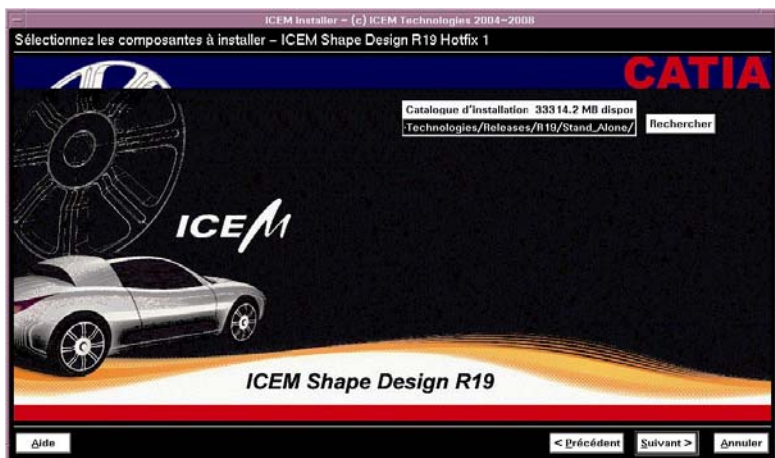 ICEM Installer – (c) ICEM Technologies 2004–2008
Sélectionnez les composantes à installer – ICEM Shape Design R19 Hotfix 1
CATIA
Catalogue d'installation 33314.2 MB dispor
-Technologies/Releases/R19/Stand_Alone/
Rechercher
ICEM
ICEM Shape Design R19
Aide
< Précédent
Suivant >
Annuler